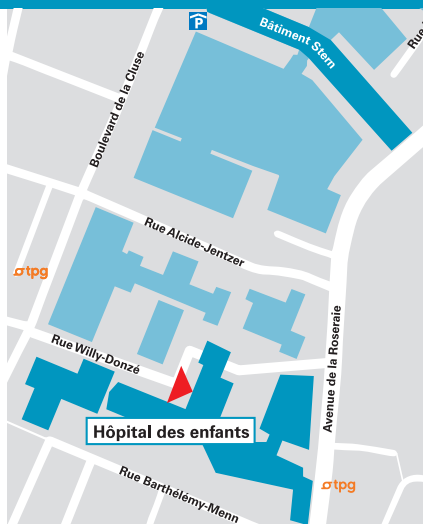 P
Bâtiment Stern
Boulevard de la Cluse
Rue Alcide-Jentzer
tpg
Avenue de la Roseraie
Rue Willy-Donzé
Hôpital des enfants
Rue Barthélémy-Menn
tpg